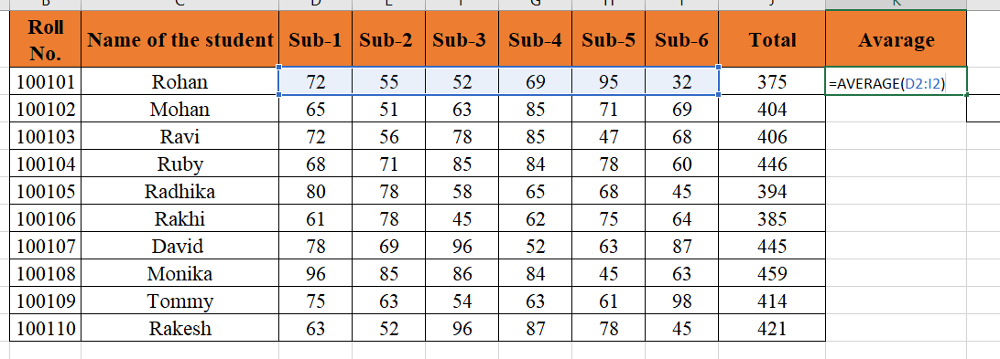 Roll No. Name of the student Sub-1 Sub-2 Sub-3 Sub-4 Sub-5 Sub-6 Total Avarage
100101 Rohan 72 55 52 69 95 32 375 =AVERAGE(D2:I2)
100102 Mohan 65 51 63 85 71 69 404
100103 Ravi 72 56 78 85 47 68 406
100104 Ruby 68 71 85 84 78 60 446
100105 Radhika 80 78 58 65 68 45 394
100106 Rakhi 61 78 45 62 75 64 385
100107 David 78 69 96 52 63 87 445
100108 Monika 96 85 86 84 45 63 459
100109 Tommy 75 63 54 63 61 98 414
100110 Rakesh 63 52 96 87 78 45 421